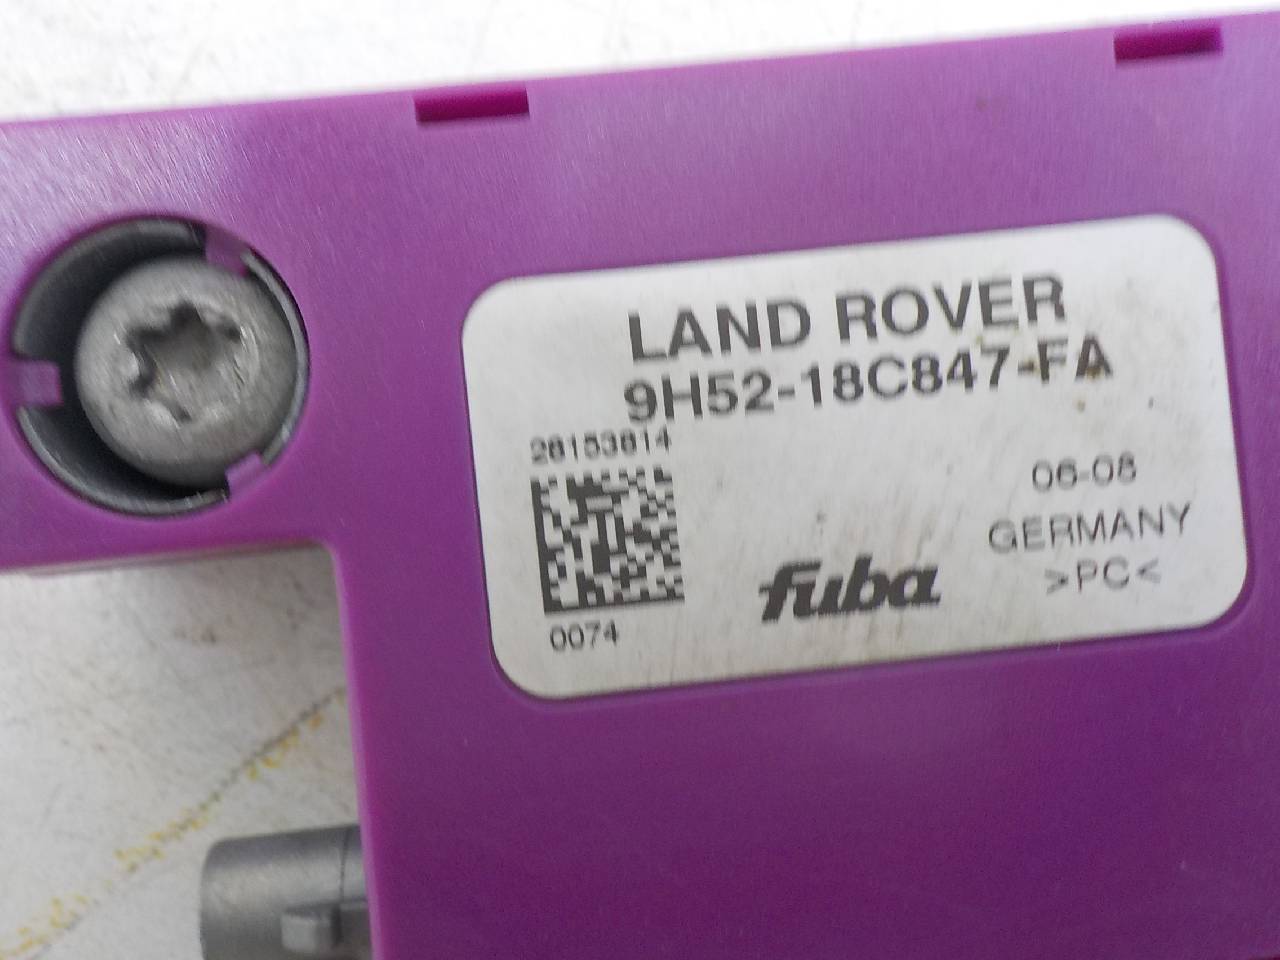 LAND ROVER
9H52-18C847-FA
28153814
0074
fuba
06-08
GERMANY
>PC<